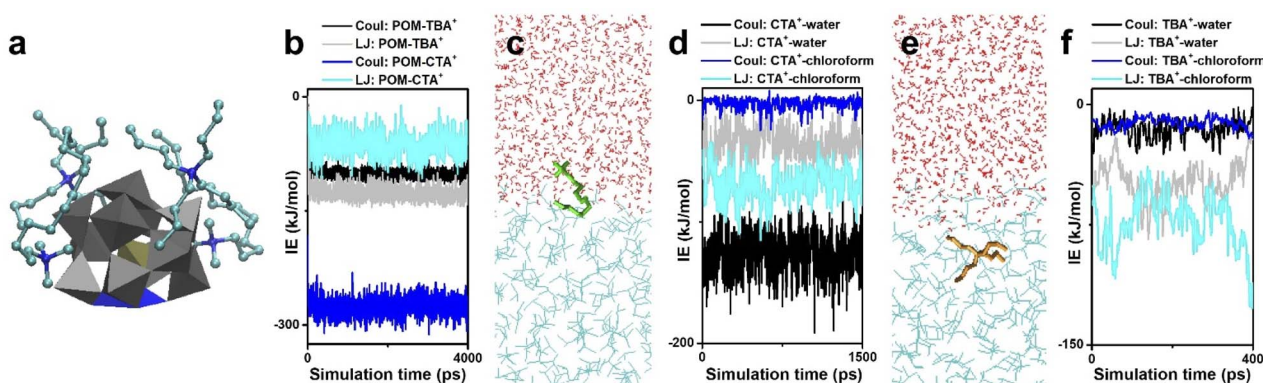 a
b
Coul: POM-TBA⁺
LJ: POM-TBA⁺
Coul: POM-CTA⁺
LJ: POM-CTA⁺
0
-300
IE (kJ/mol)
0
4000
Simulation time (ps)
c
d
Coul: CTA⁺-water
LJ: CTA⁺-water
Coul: CTA⁺-chloroform
LJ: CTA⁺-chloroform
0
-200
IE (kJ/mol)
0
1500
Simulation time (ps)
e
f
Coul: TBA⁺-water
LJ: TBA⁺-water
Coul: TBA⁺-chloroform
LJ: TBA⁺-chloroform
0
-150
IE (kJ/mol)
0
400
Simulation time (ps)